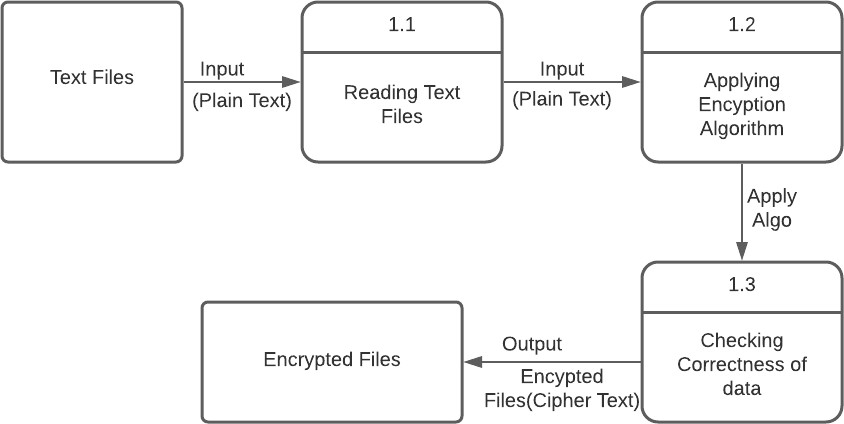 Text Files
Input
(Plain Text)
1.1
Reading Text
Files
Input
(Plain Text)
1.2
Applying
Encyption
Algorithm
Apply
Algo
1.3
Checking
Correctness of
data
Output
Encypted
Files(Cipher Text)
Encrypted Files